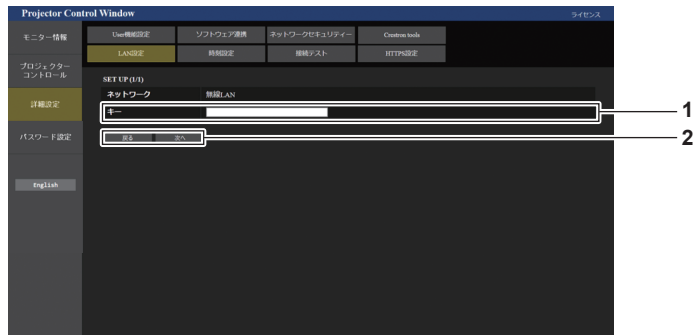 Projector Control Window
ライセンス
モニター情報
プロジェクター
コントロール
詳細設定
パスワード設定
English
User機能設定
ソフトウェア連携
ネットワークセキュリティー
Crestron tools
LAN設定
時刻設定
接続テスト
HTTPS設定
SET UP (1/1)
ネットワーク 無線LAN
キー
戻る 次へ
1
2